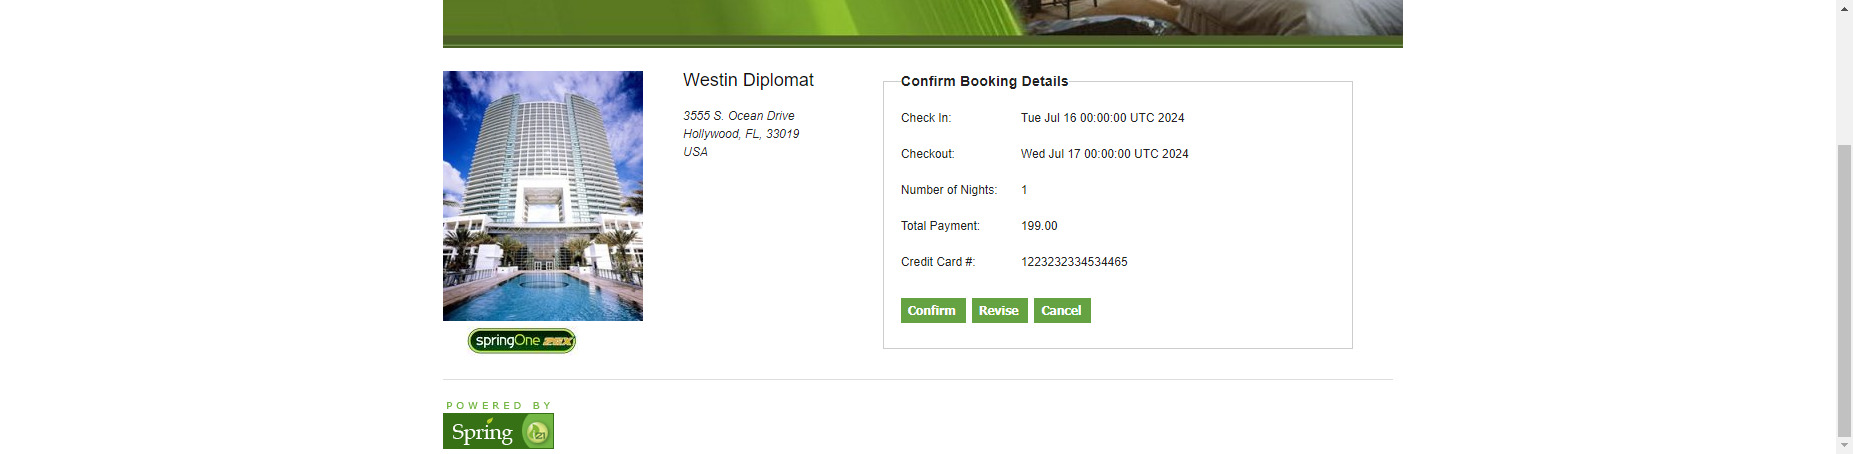 Westin Diplomat
3555 S. Ocean Drive
Hollywood, FL, 33019
USA
Confirm Booking Details
Check In: Tue Jul 16 00:00:00 UTC 2024
Checkout: Wed Jul 17 00:00:00 UTC 2024
Number of Nights: 1
Total Payment: 199.00
Credit Card #: 1223232334534465
Confirm Revise Cancel
springOne 2GX
POWERED BY
Spring